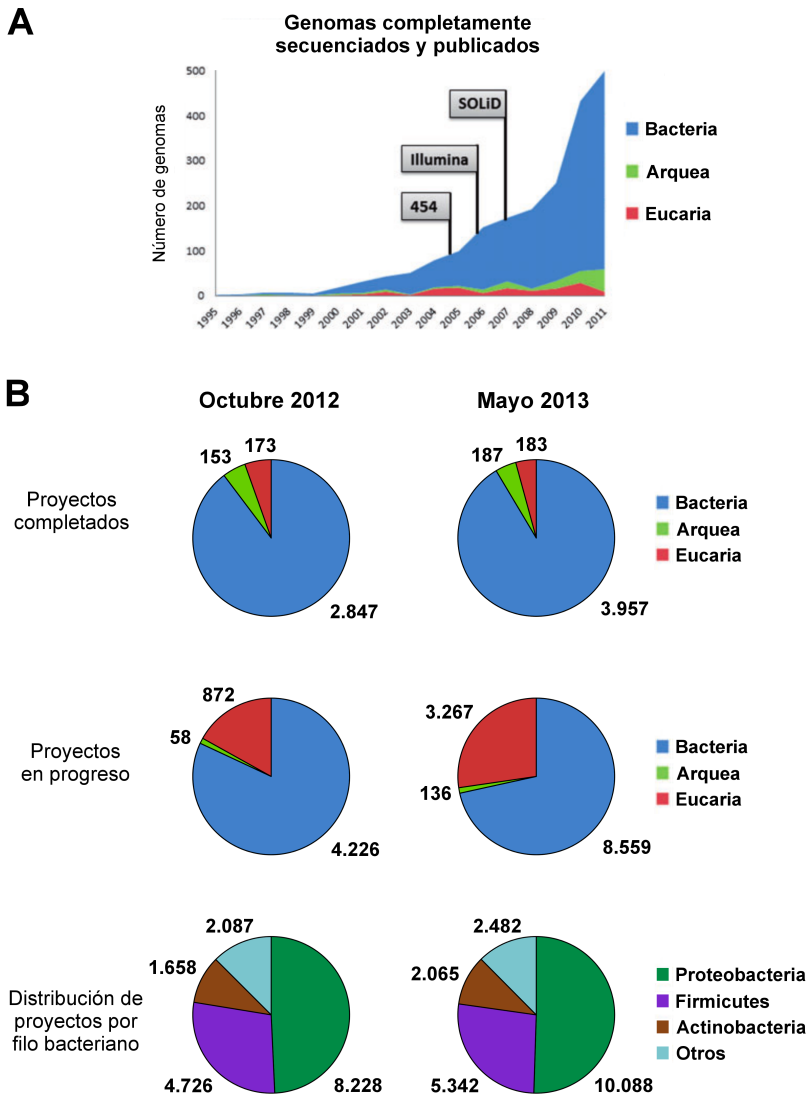 A
Genomas completamente
secuenciados y publicados
Número de genomas
500
400
300
200
100
0
SOLiD
Illumina
454
1995
1996
1997
1998
1999
2000
2001
2002
2003
2004
2005
2006
2007
2008
2009
2010
2011
Bacteria
Arquea
Eucaria
B
Octubre 2012
Mayo 2013
Proyectos
completados
153
173
2.847
187
183
3.957
Bacteria
Arquea
Eucaria
Proyectos
en progreso
872
58
4.226
3.267
136
8.559
Bacteria
Arquea
Eucaria
Distribución de
proyectos por
filo bacteriano
2.087
1.658
4.726
8.228
2.482
2.065
5.342
10.088
Proteobacteria
Firmicutes
Actinobacteria
Otros